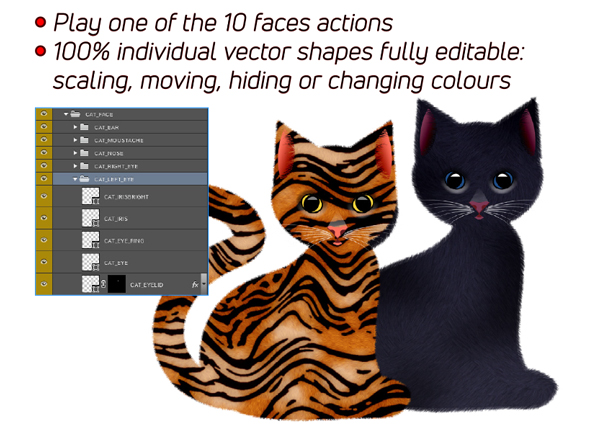 Play one of the 10 faces actions
100% individual vector shapes fully editable:
scaling, moving, hiding or changing colours
CAT_FACE
CAT_EAR
CAT_MOUSTACHE
CAT_NOSE
CAT_RIGHT_EYE
CAT_LEFT_EYE
CAT_IRISBRIGHT
CAT_IRIS
CAT_EYE_RING
CAT_EYE
CAT_EYELID fx